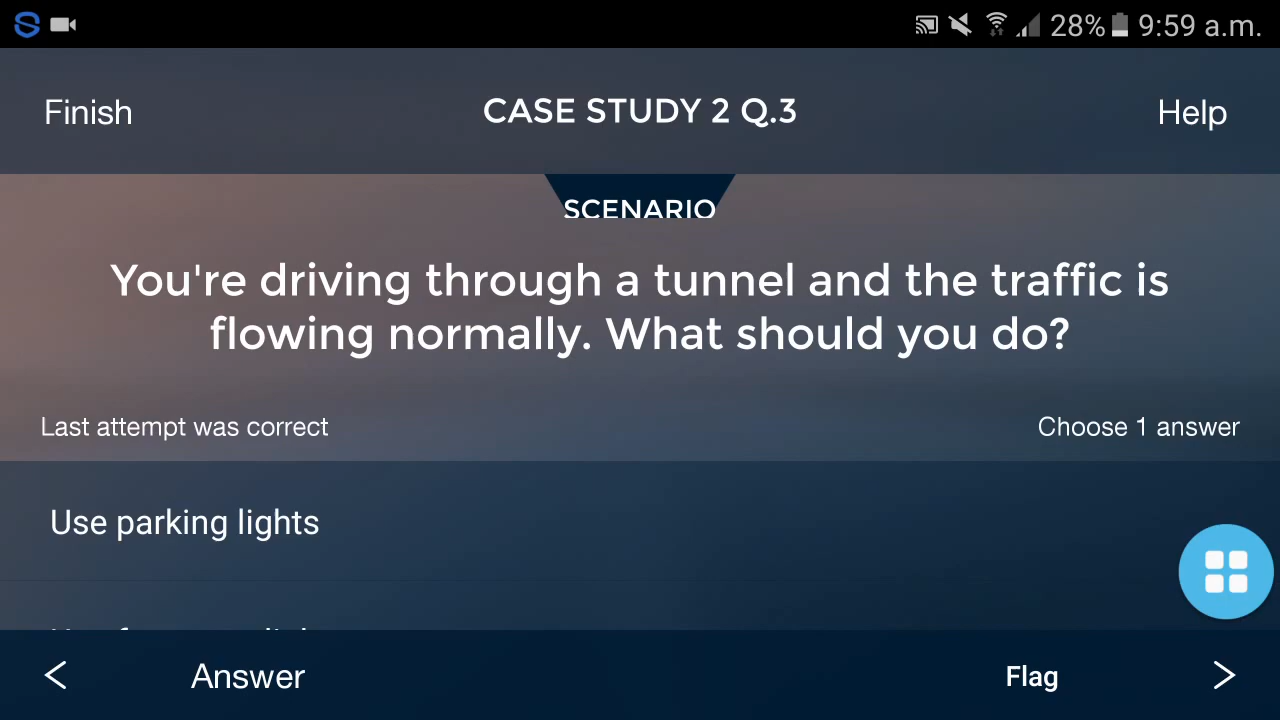 28% 9:59 a.m.
Finish CASE STUDY 2 Q.3 Help
SCENARIO
You're driving through a tunnel and the traffic is
flowing normally. What should you do?
Last attempt was correct Choose 1 answer
Use parking lights
Answer Flag